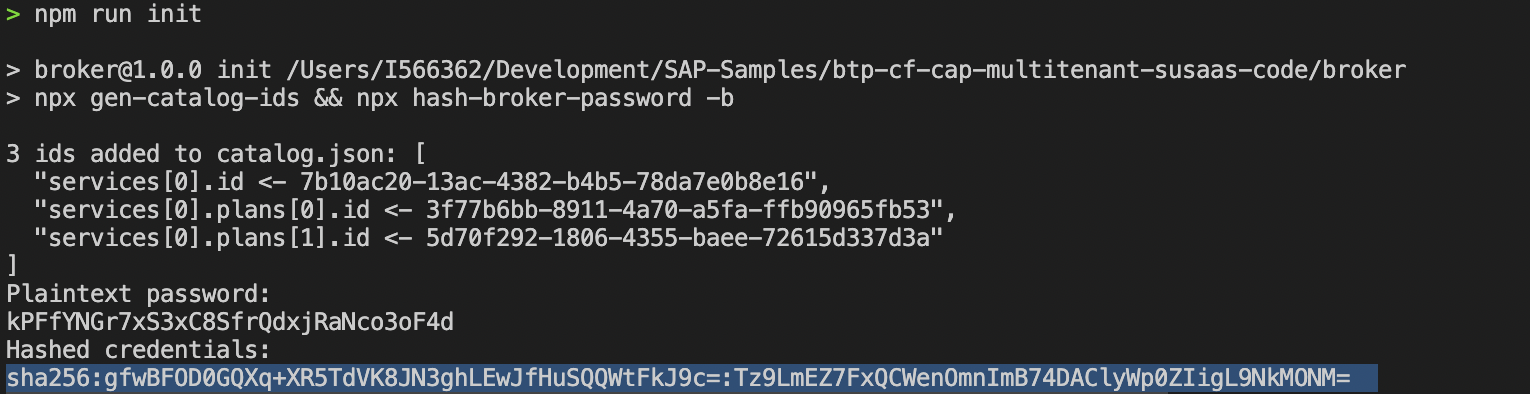 > npm run init
> broker@1.0.0 init /Users/I566362/Development/SAP-Samples/btp-cf-cap-multitenant-susaas-code/broker
> npx gen-catalog-ids && npx hash-broker-password -b
3 ids added to catalog.json: [
"services[0].id <- 7b10ac20-13ac-4382-b4b5-78da7e0b8e16",
"services[0].plans[0].id <- 3f77b6bb-8911-4a70-a5fa-ffb90965fb53",
"services[0].plans[1].id <- 5d70f292-1806-4355-baee-72615d337d3a"
]
Plaintext password:
kPFfYNGr7xS3xC8SfrQdxjRaNco3oF4d
Hashed credentials:
sha256:gfwBFOD0GQXq+XR5TdVK8JN3ghLEwJfHuSQQWtFkJ9c=:Tz9LmEZ7FxQCWenOmnImB74DAClyWp0ZIigL9NkMONM=